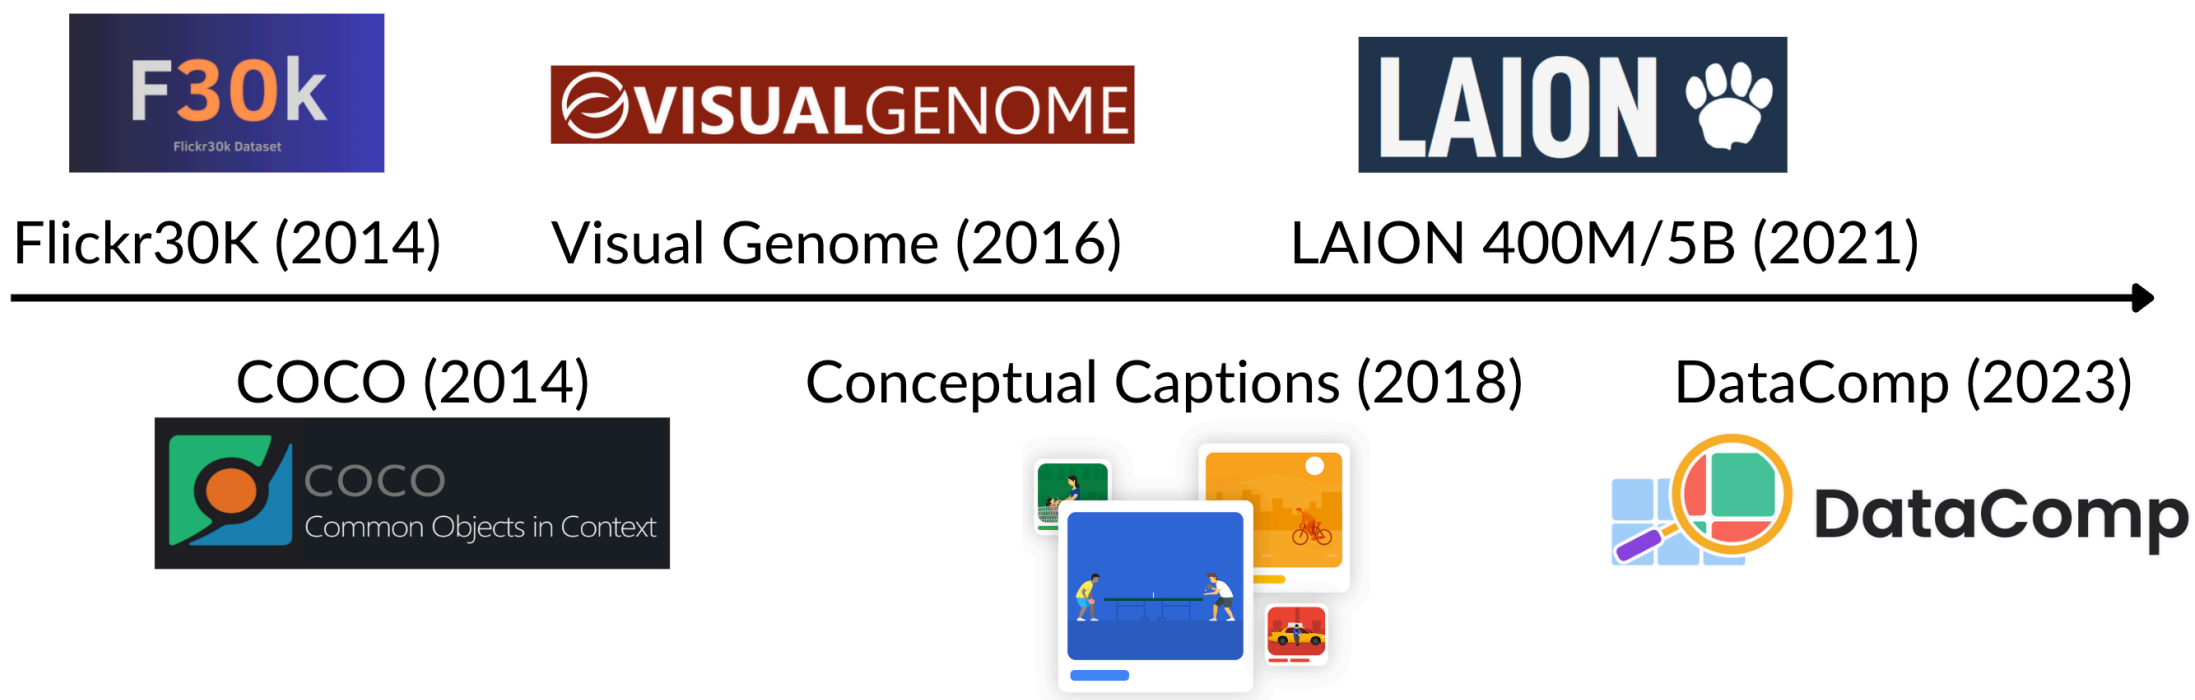 F30k
Flickr30k Dataset
VISUALGENOME
LAION
Flickr30K (2014)
Visual Genome (2016)
LAION 400M/5B (2021)
COCO (2014)
Conceptual Captions (2018)
DataComp (2023)
COCO
Common Objects in Context
DataComp